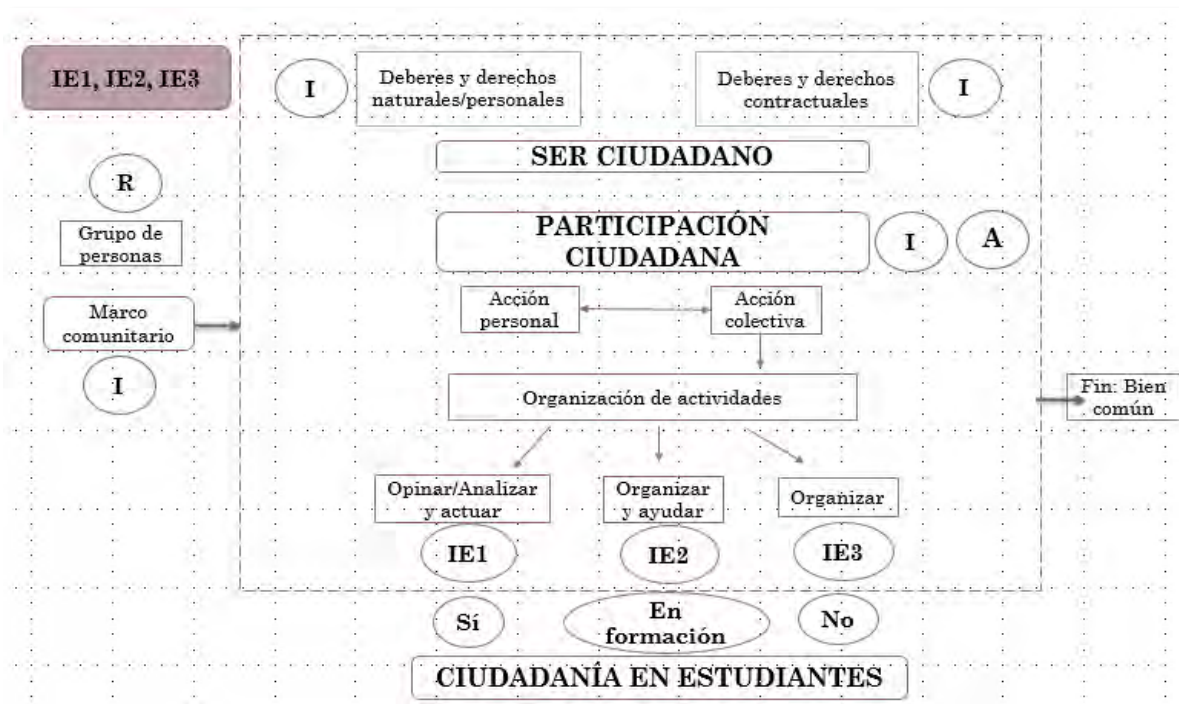 IE1, IE2, IE3
I
Deberes y derechos
naturales/personales
Deberes y derechos
contractuales
I
SER CIUDADANO
R
Grupo de
personas
Marco
comunitario
I
PARTICIPACIÓN
CIUDADANA
I
A
Acción
personal
Acción
colectiva
Organización de actividades
Fin: Bien
común
Opinar/Analizar
y actuar
Organizar
y ayudar
Organizar
IE1
IE2
IE3
Sí
En
formación
No
CIUDADANÍA EN ESTUDIANTES